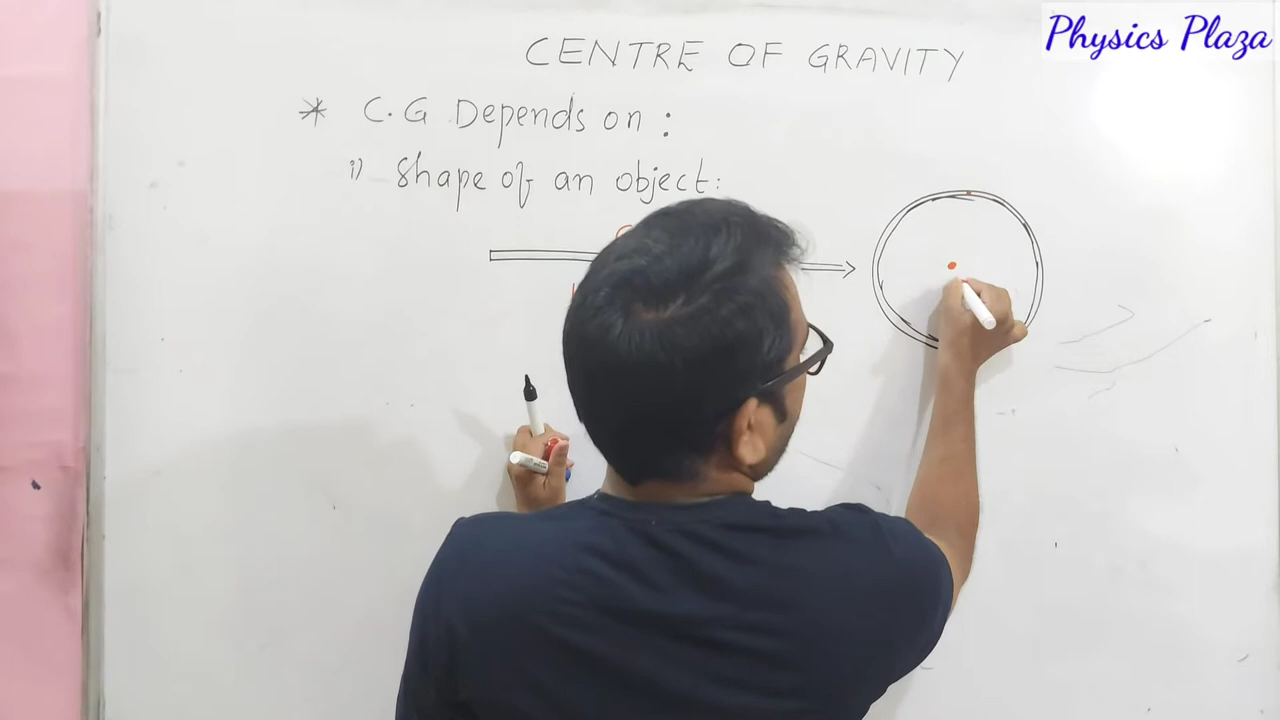 Physics Plaza
CENTRE OF GRAVITY
* C.G Depends on :
i) Shape of an object: